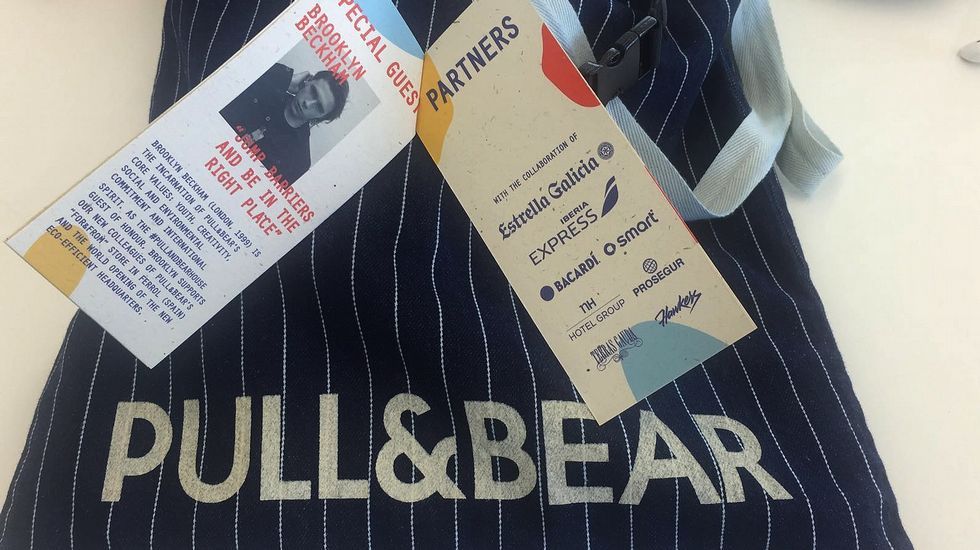 SPECIAL GUEST
BROOKLYN
BECKHAM
"JUMP BARRIERS
AND BE IN THE
RIGHT PLACE"
BROOKLYN BECKHAM (LONDON, 1999) IS
THE INCARNATION OF PULL&BEAR'S
CORE VALUES: YOUTH, CREATIVITY,
SOCIAL AND ENVIRONMENTAL
COMMITMENT AND INTERNATIONAL
SPIRIT. AS THE #PULLANDBEARHOUSE
GUEST OF HONOUR, BROOKLYN SUPPORTS
OUR NEW COLLEAGUES OF PULL&BEAR'S
"FOR&FROM" STORE IN FERROL (SPAIN)
AND THE WORLD OPENING OF THE NEW
ECO-EFFICIENT HEADQUARTERS.
PARTNERS
WITH THE COLLABORATION OF
Estrella Galicia
IBERIA
EXPRESS
BACARDÍ
smart
nH
HOTEL GROUP
PROSEGUR
TERRAS GAUDA
Hawkers
PULL&BEAR